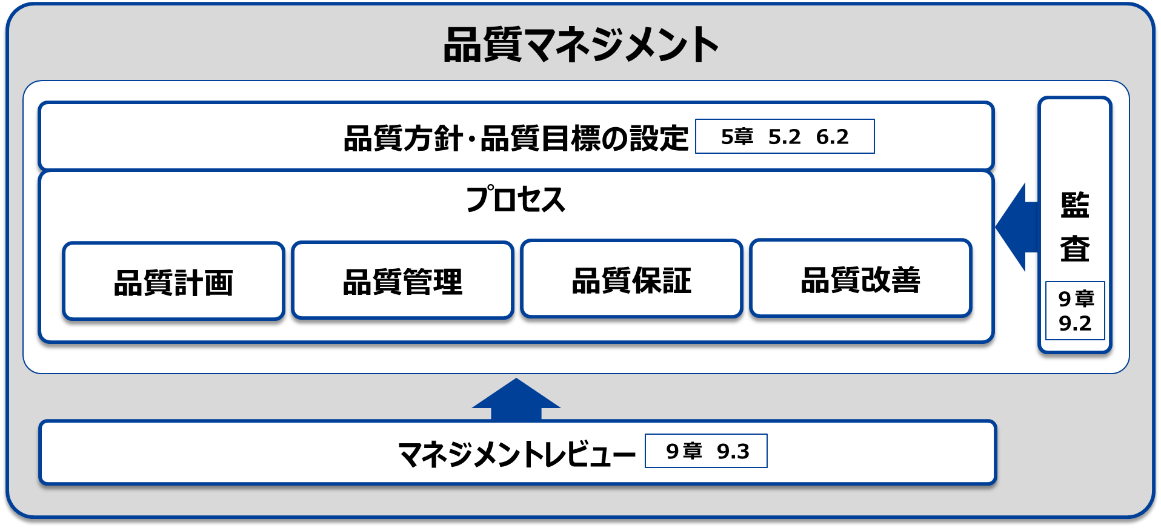 品質マネジメント
品質方針・品質目標の設定 5章 5.2 6.2
プロセス
品質計画 品質管理 品質保証 品質改善
監
査
9章
9.2
マネジメントレビュー 9章 9.3